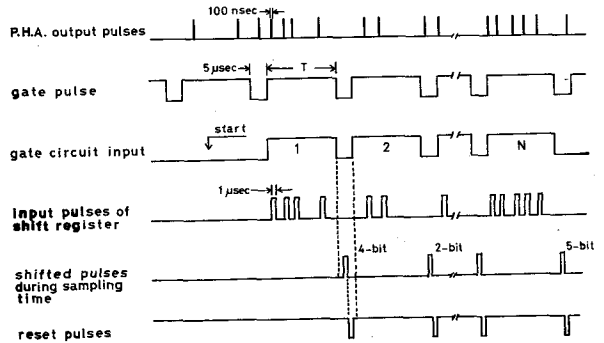 100 nsec
P.H.A. output pulses
5 μsec
T
gate pulse
start
gate circuit input
1
2
N
1 μsec
input pulses of
shift register
4-bit
2-bit
5-bit
shifted pulses
during sampling
time
reset pulses